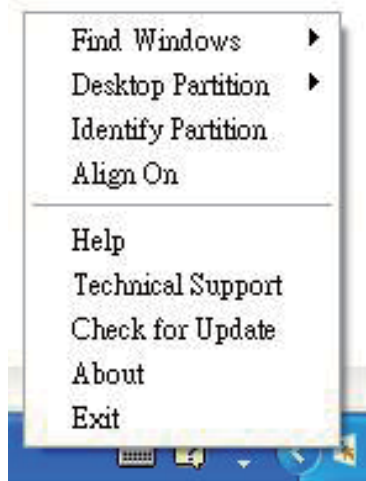 Find Windows
Desktop Partition
Identify Partition
Align On
Help
Technical Support
Check for Update
About
Exit